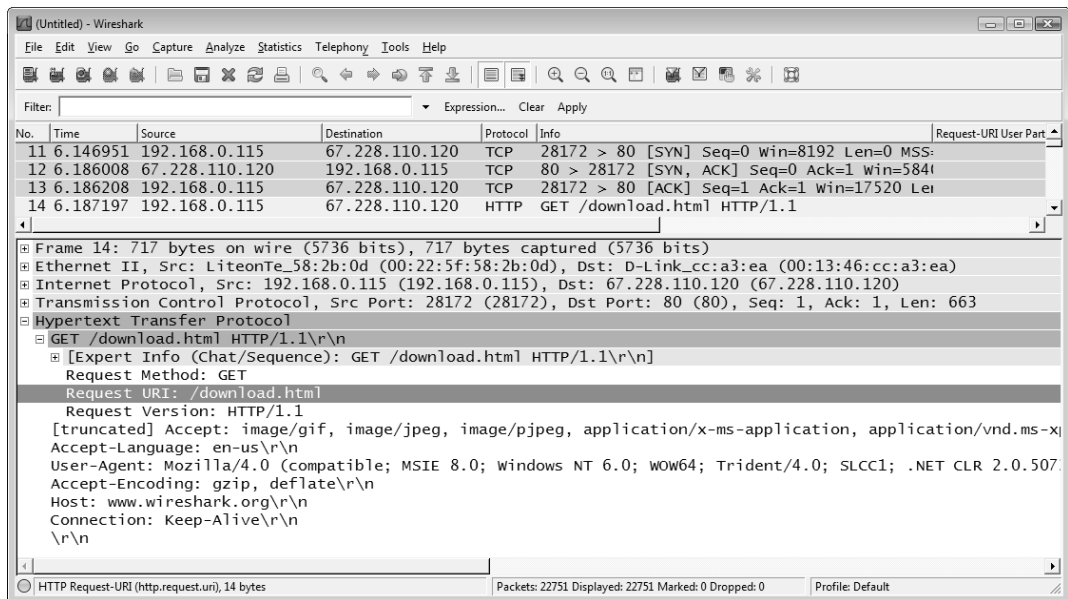 (Untitled) - Wireshark
File Edit View Go Capture Analyze Statistics Telephony Tools Help
Filter: Expression... Clear Apply
No. Time Source Destination Protocol Info Request-URI User Part
11 6.146951 192.168.0.115 67.228.110.120 TCP 28172 > 80 [SYN] Seq=0 Win=8192 Len=0 MSS=
12 6.186008 67.228.110.120 192.168.0.115 TCP 80 > 28172 [SYN, ACK] Seq=0 Ack=1 Win=584
13 6.186208 192.168.0.115 67.228.110.120 TCP 28172 > 80 [ACK] Seq=1 Ack=1 Win=17520 Le
14 6.187197 192.168.0.115 67.228.110.120 HTTP GET /download.html HTTP/1.1
Frame 14: 717 bytes on wire (5736 bits), 717 bytes captured (5736 bits)
Ethernet II, Src: LiteonTe_58:2b:0d (00:22:5f:58:2b:0d), Dst: D-Link_cc:a3:ea (00:13:46:cc:a3:ea)
Internet Protocol, Src: 192.168.0.115 (192.168.0.115), Dst: 67.228.110.120 (67.228.110.120)
Transmission Control Protocol, Src Port: 28172 (28172), Dst Port: 80 (80), Seq: 1, Ack: 1, Len: 663
Hypertext Transfer Protocol
GET /download.html HTTP/1.1\r\n
[Expert Info (Chat/Sequence): GET /download.html HTTP/1.1\r\n]
Request Method: GET
Request URI: /download.html
Request Version: HTTP/1.1
[truncated] Accept: image/gif, image/jpeg, image/pjpeg, application/x-ms-application, application/vnd.ms-x
Accept-Language: en-us\r\n
User-Agent: Mozilla/4.0 (compatible; MSIE 8.0; Windows NT 6.0; WOW64; Trident/4.0; SLCC1; .NET CLR 2.0.507
Accept-Encoding: gzip, deflate\r\n
Host: www.wireshark.org\r\n
Connection: Keep-Alive\r\n
\r\n
HTTP Request-URI (http.request.uri), 14 bytes Packets: 22751 Displayed: 22751 Marked: 0 Dropped: 0 Profile: Default